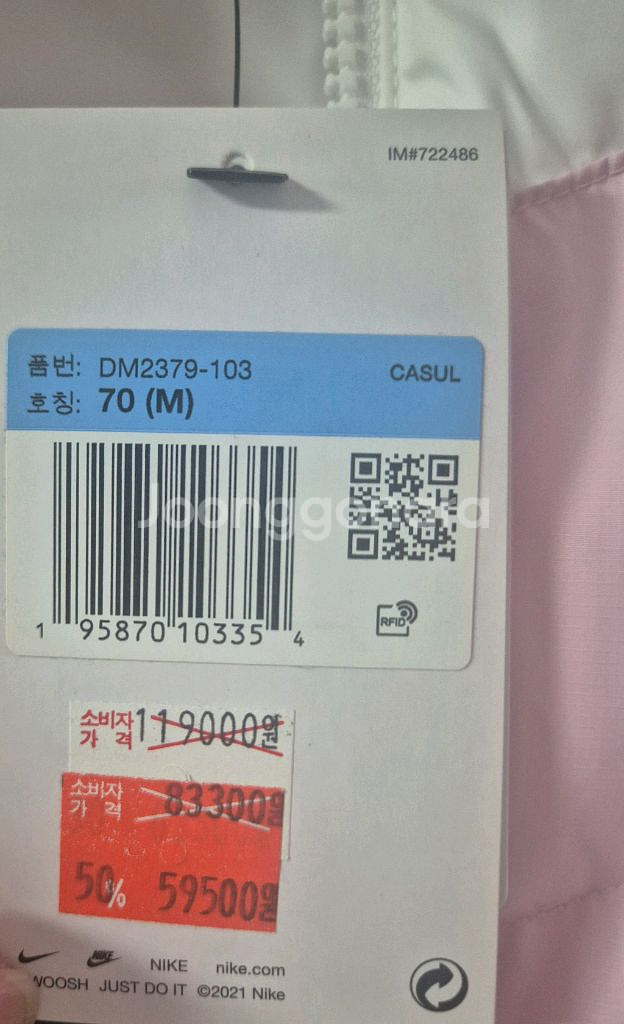 IM#722486
품번: DM2379-103
CASUL
호칭: 70 (M)
Joonggonara
RFID
1 95870 10335 4
소비자 119000원
가 격
소비자 83300원
가 격
50% 59500원
NIKE nike.com
WOOSH JUST DO IT ©2021 Nike